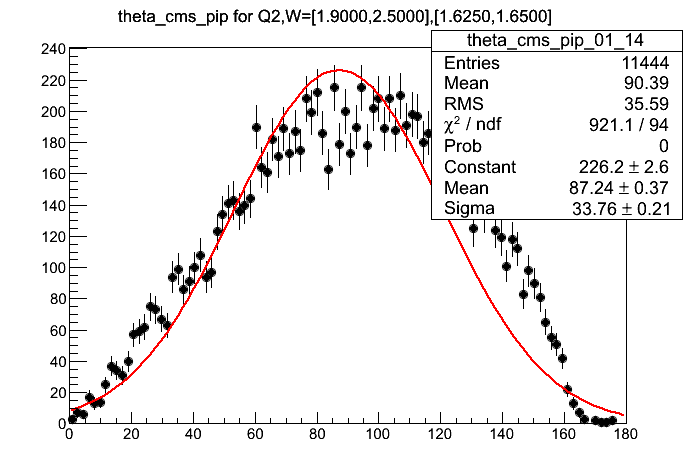 theta_cms_pip for Q2,W=[1.9000,2.5000],[1.6250,1.6500]
theta_cms_pip_01_14
Entries 11444
Mean 90.39
RMS 35.59
χ² / ndf 921.1 / 94
Prob 0
Constant 226.2 ± 2.6
Mean 87.24 ± 0.37
Sigma 33.76 ± 0.21
240
220
200
180
160
140
120
100
80
60
40
20
0
0 20 40 60 80 100 120 140 160 180